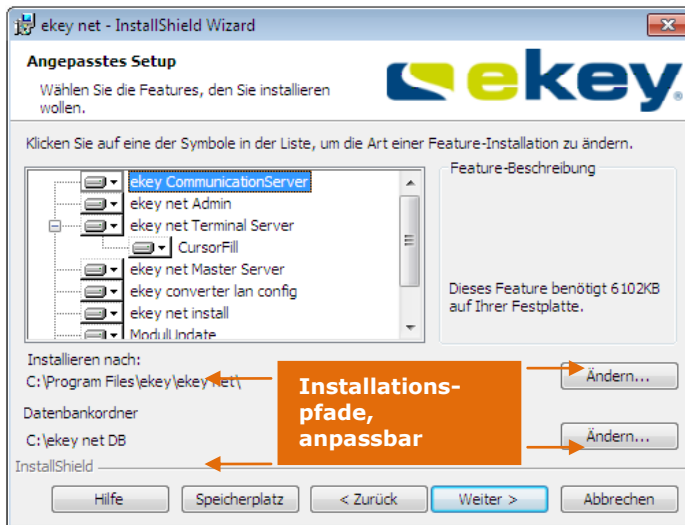 ekey net - InstallShield Wizard
Angepasstes Setup
Wählen Sie die Features, den Sie installieren
wollen.
ekey
Klicken Sie auf eine der Symbole in der Liste, um die Art einer Feature-Installation zu ändern.
ekey CommunicationServer
ekey net Admin
ekey net Terminal Server
CursorFill
ekey net Master Server
ekey converter lan config
ekey net install
ModulUpdate
Feature-Beschreibung
Dieses Feature benötigt 6102KB
auf Ihrer Festplatte.
Installieren nach:
C:\Program Files\ekey\ekey net\
Ändern...
Installations-
pfade,
anpassbar
Datenbankordner
C:\ekey net DB
Ändern...
InstallShield
Hilfe
Speicherplatz
< Zurück
Weiter >
Abbrechen